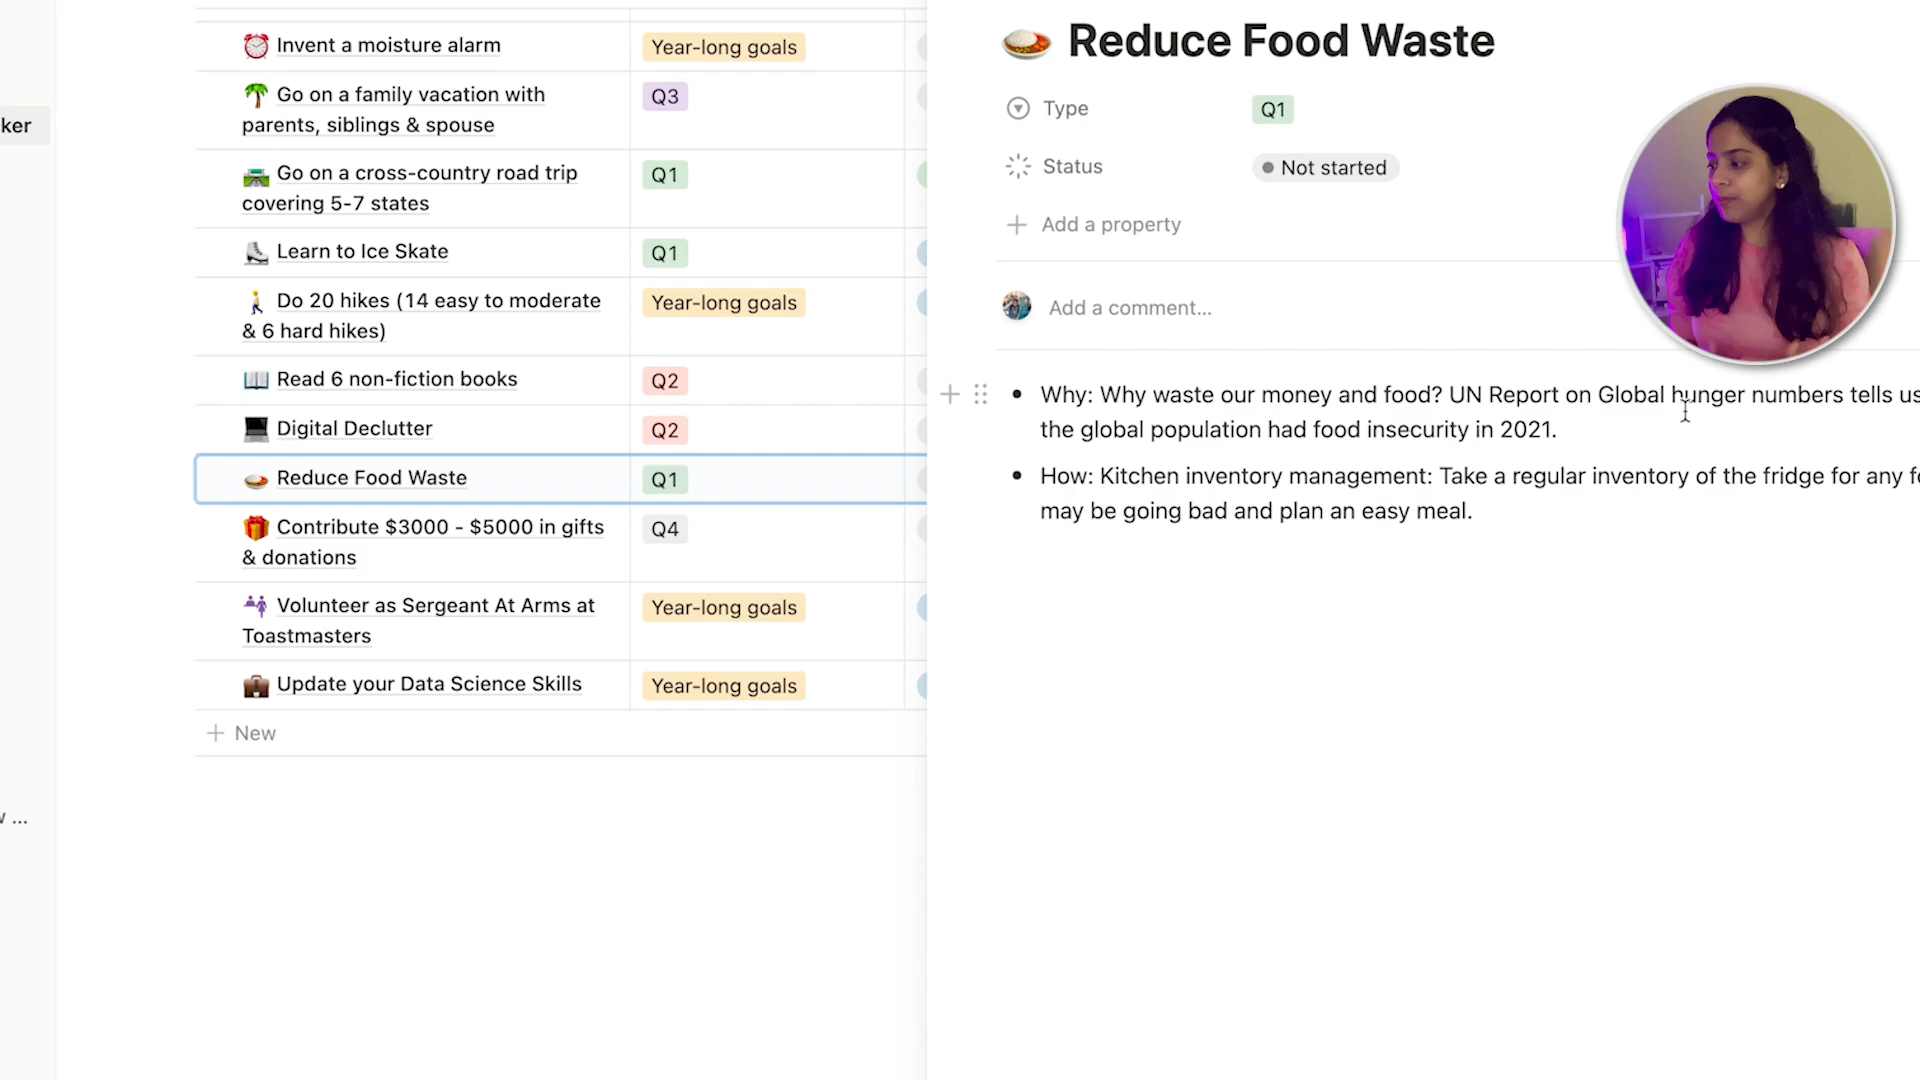 ker
w ...
Invent a moisture alarm
Year-long goals
Go on a family vacation with
parents, siblings & spouse
Q3
Go on a cross-country road trip
covering 5-7 states
Q1
Learn to Ice Skate
Q1
Do 20 hikes (14 easy to moderate
& 6 hard hikes)
Year-long goals
Read 6 non-fiction books
Q2
Digital Declutter
Q2
Reduce Food Waste
Q1
Contribute $3000 - $5000 in gifts
& donations
Q4
Volunteer as Sergeant At Arms at
Toastmasters
Year-long goals
Update your Data Science Skills
Year-long goals
New
Reduce Food Waste
Type
Q1
Status
Not started
Add a property
Add a comment...
Why: Why waste our money and food? UN Report on Global hunger numbers tells us
the global population had food insecurity in 2021.
How: Kitchen inventory management: Take a regular inventory of the fridge for any fo
may be going bad and plan an easy meal.